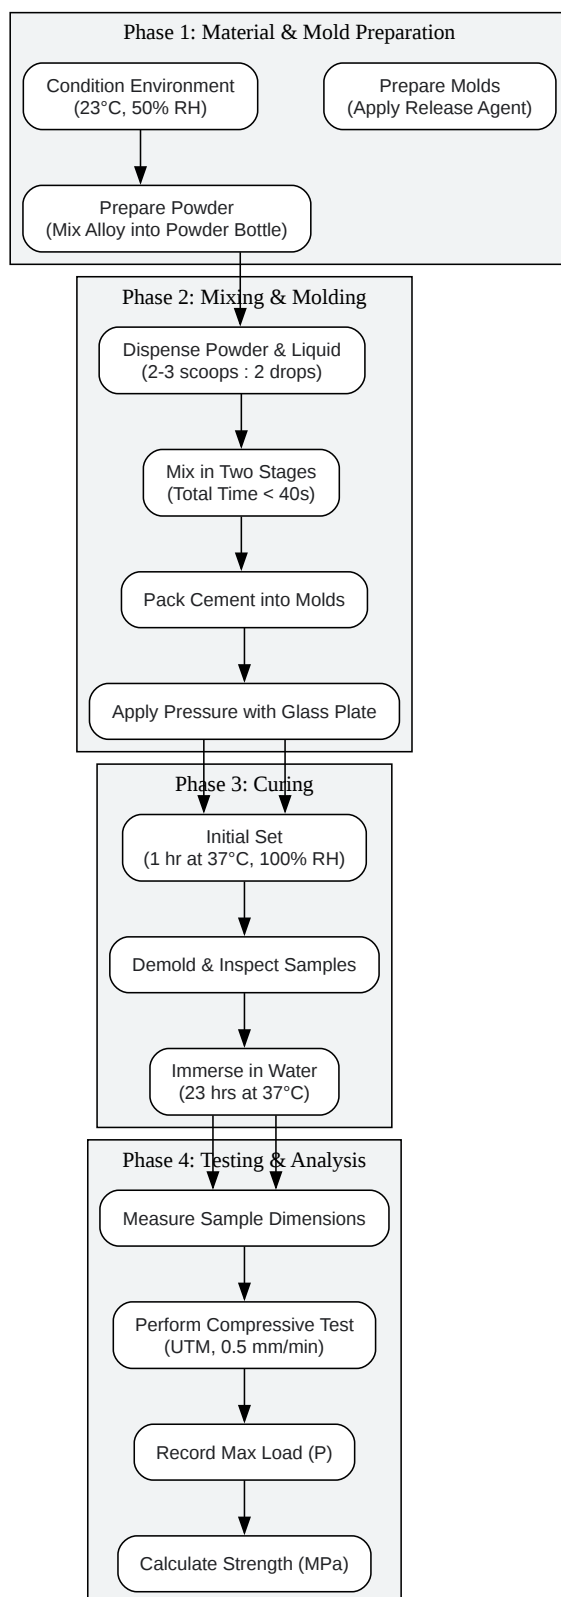 Phase 1: Material & Mold Preparation
Condition Environment
(23°C, 50% RH)
Prepare Molds
(Apply Release Agent)
Prepare Powder
(Mix Alloy into Powder Bottle)
Phase 2: Mixing & Molding
Dispense Powder & Liquid
(2-3 scoops : 2 drops)
Mix in Two Stages
(Total Time < 40s)
Pack Cement into Molds
Apply Pressure with Glass Plate
Phase 3: Curing
Initial Set
(1 hr at 37°C, 100% RH)
Demold & Inspect Samples
Immerse in Water
(23 hrs at 37°C)
Phase 4: Testing & Analysis
Measure Sample Dimensions
Perform Compressive Test
(UTM, 0.5 mm/min)
Record Max Load (P)
Calculate Strength (MPa)